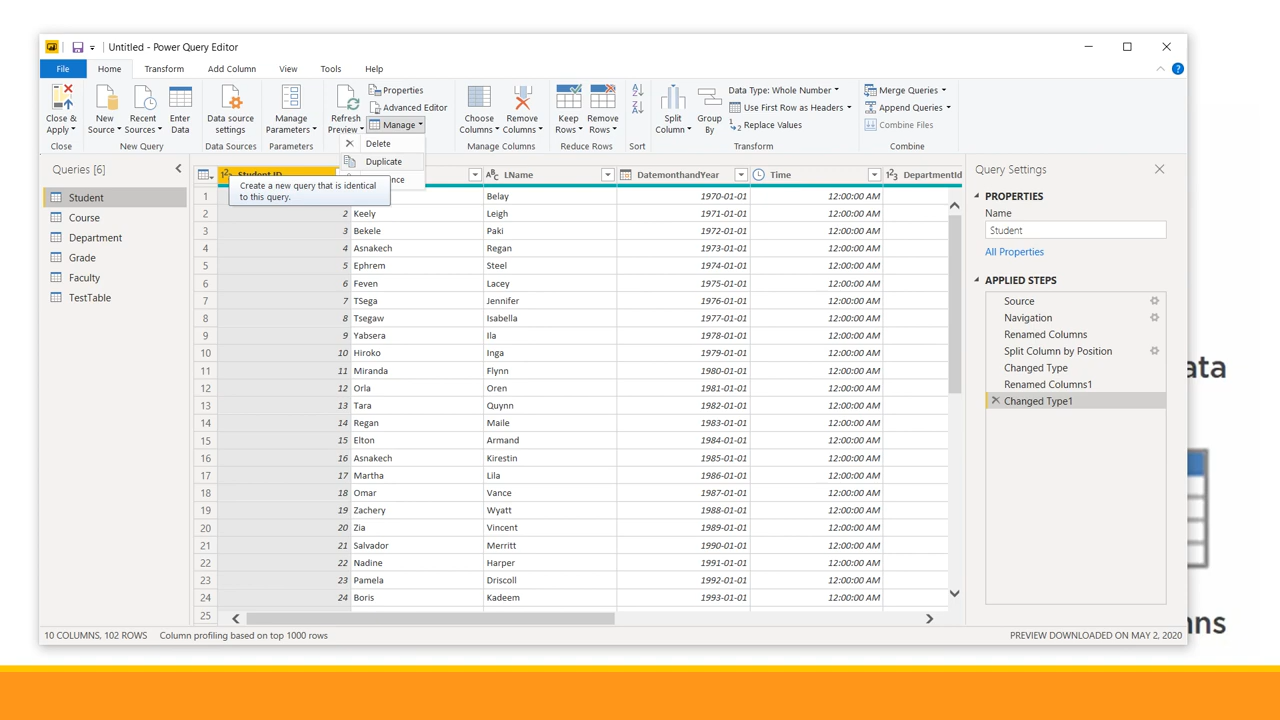 Untitled - Power Query Editor
File Home Transform Add Column View Tools Help
Close & Apply
New Source
Recent Sources
Enter Data
Data source settings
Manage Parameters
Refresh Preview
Properties
Advanced Editor
Manage
Choose Columns
Remove Columns
Keep Rows
Remove Rows
Split Column
Group By
Data Type: Whole Number
Use First Row as Headers
Replace Values
Merge Queries
Append Queries
Combine Files
Close New Query Data Sources Parameters Manage Columns Reduce Rows Sort Transform Combine
Delete
Duplicate
Create a new query that is identical
to this query.
Queries [6]
Student
Course
Department
Grade
Faculty
TestTable
Student ID LName DatemonthandYear Time DepartmentId
1 Belay 1970-01-01 12:00:00 AM
2 2 Keely Leigh 1971-01-01 12:00:00 AM
3 3 Bekele Paki 1972-01-01 12:00:00 AM
4 4 Asnakech Regan 1973-01-01 12:00:00 AM
5 5 Ephrem Steel 1974-01-01 12:00:00 AM
6 6 Feven Lacey 1975-01-01 12:00:00 AM
7 7 TSega Jennifer 1976-01-01 12:00:00 AM
8 8 Tsegaw Isabella 1977-01-01 12:00:00 AM
9 9 Yabsera Ila 1978-01-01 12:00:00 AM
10 10 Hiroko Inga 1979-01-01 12:00:00 AM
11 11 Miranda Flynn 1980-01-01 12:00:00 AM
12 12 Orla Oren 1981-01-01 12:00:00 AM
13 13 Tara Quynn 1982-01-01 12:00:00 AM
14 14 Regan Maile 1983-01-01 12:00:00 AM
15 15 Elton Armand 1984-01-01 12:00:00 AM
16 16 Asnakech Kirestin 1985-01-01 12:00:00 AM
17 17 Martha Lila 1986-01-01 12:00:00 AM
18 18 Omar Vance 1987-01-01 12:00:00 AM
19 19 Zachery Wyatt 1988-01-01 12:00:00 AM
20 20 Zia Vincent 1989-01-01 12:00:00 AM
21 21 Salvador Merritt 1990-01-01 12:00:00 AM
22 22 Nadine Harper 1991-01-01 12:00:00 AM
23 23 Pamela Driscoll 1992-01-01 12:00:00 AM
24 24 Boris Kadeem 1993-01-01 12:00:00 AM
25
Query Settings
PROPERTIES
Name
Student
All Properties
APPLIED STEPS
Source
Navigation
Renamed Columns
Split Column by Position
Changed Type
Renamed Columns1
Changed Type1
10 COLUMNS, 102 ROWS Column profiling based on top 1000 rows PREVIEW DOWNLOADED ON MAY 2, 2020